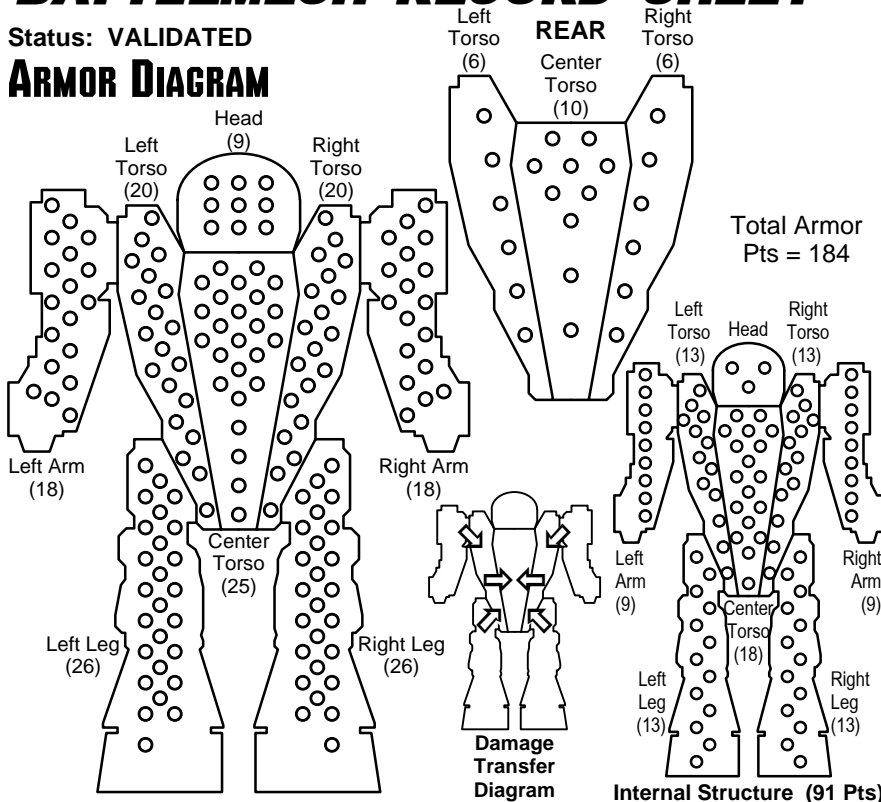 BATTLEMECH RECORD SHEET
Status: VALIDATED
ARMOR DIAGRAM
Head
(9)
Left
Torso
(20)
Right
Torso
(20)
Left Arm
(18)
Right Arm
(18)
Center
Torso
(25)
Left Leg
(26)
Right Leg
(26)
REAR
Left
Torso
(6)
Center
Torso
(10)
Right
Torso
(6)
Total Armor
Pts = 184
Left
Torso
(13)
Head
Right
Torso
(13)
Left
Arm
(9)
Right
Arm
(9)
Center
Torso
(18)
Left
Leg
(13)
Right
Leg
(13)
Damage
Transfer
Diagram
Internal Structure (91 Pts)